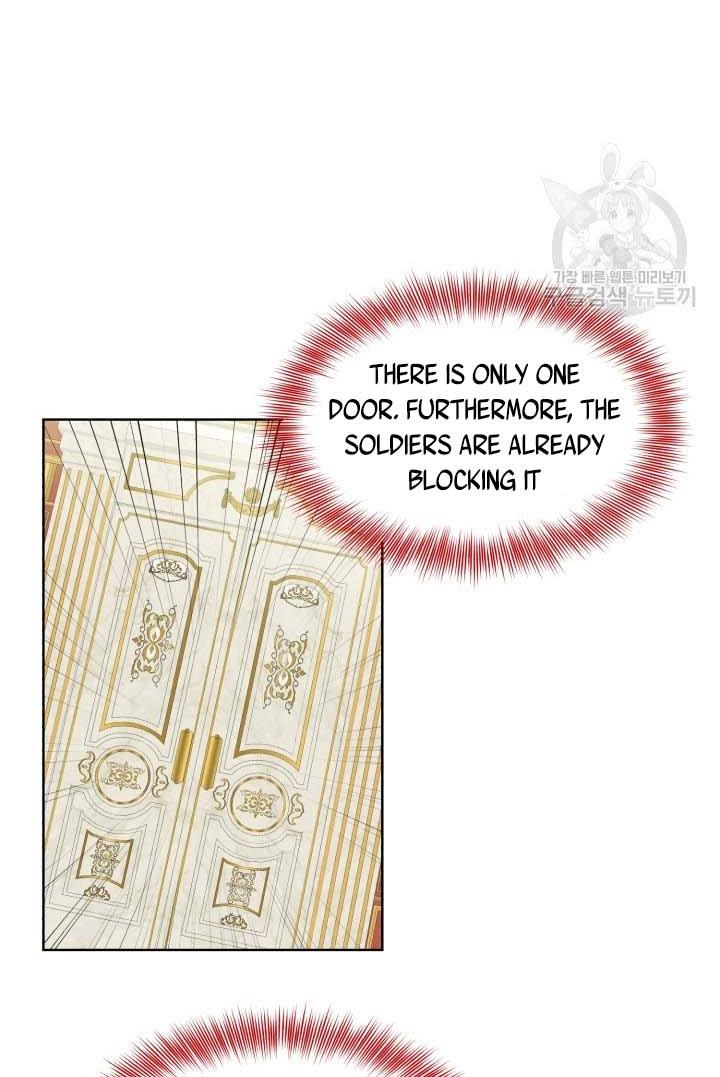 가장 빠른 웹툰 미리보기
구글검색 뉴토끼
THERE IS ONLY ONE
DOOR. FURTHERMORE, THE
SOLDIERS ARE ALREADY
BLOCKING IT